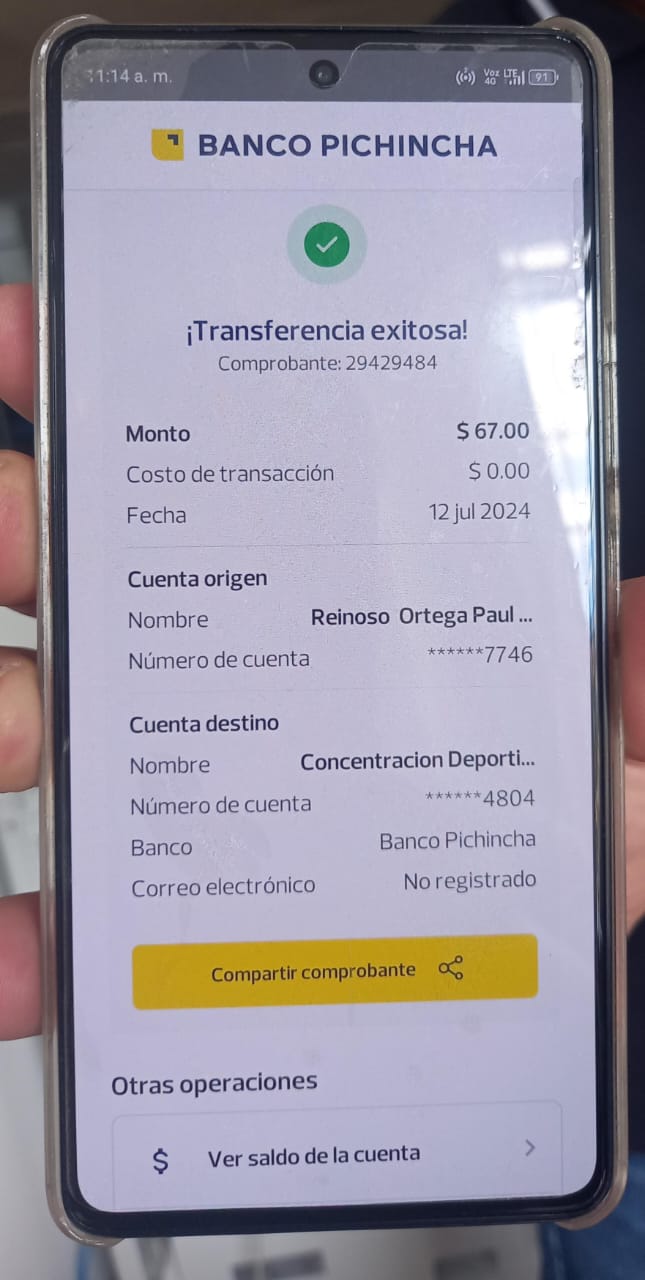 11:14 a. m.
Voz 4G LTE 91
BANCO PICHINCHA
¡Transferencia exitosa!
Comprobante: 29429484
Monto $ 67.00
Costo de transacción $ 0.00
Fecha 12 jul 2024
Cuenta origen
Nombre Reinoso Ortega Paul ...
Número de cuenta ******7746
Cuenta destino
Nombre Concentracion Deporti...
Número de cuenta ******4804
Banco Banco Pichincha
Correo electrónico No registrado
Compartir comprobante
Otras operaciones
$ Ver saldo de la cuenta